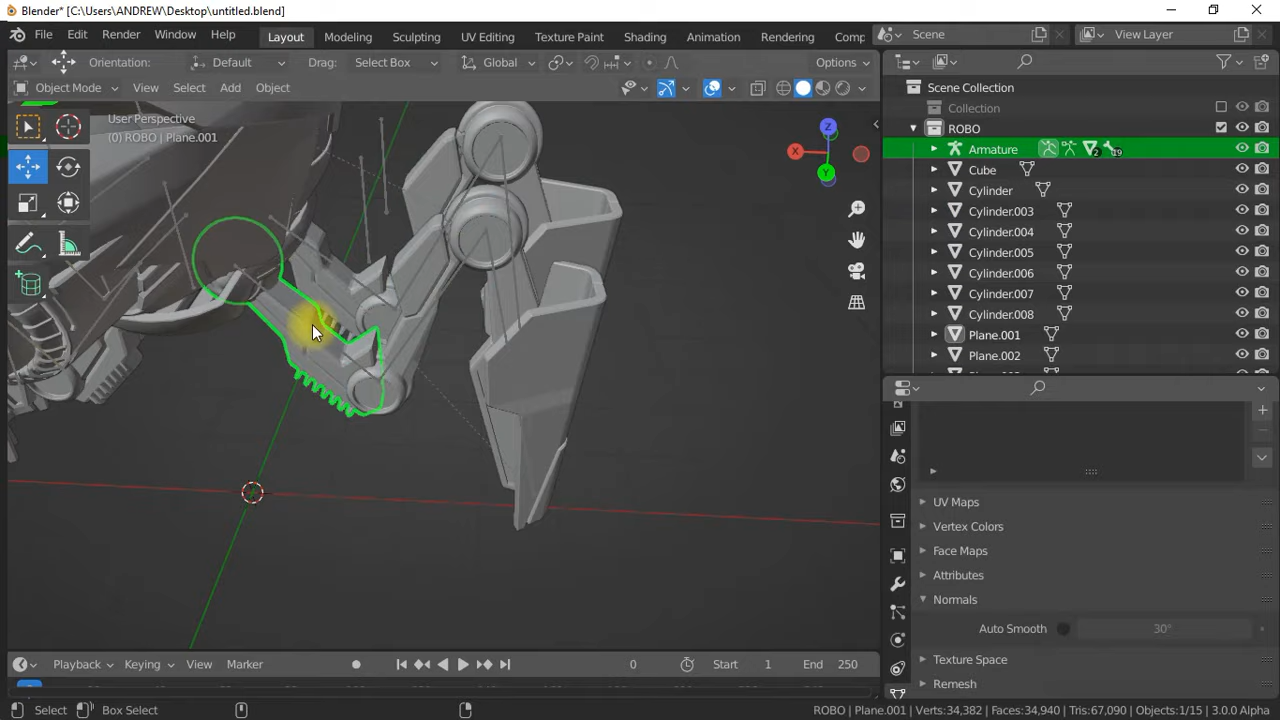 Blender* [C:\Users\ANDREW\Desktop\untitled.blend]
File Edit Render Window Help Layout Modeling Sculpting UV Editing Texture Paint Shading Animation Rendering Comp Scene View Layer
Orientation: Default Drag: Select Box Global Options
Object Mode View Select Add Object
User Perspective
(0) ROBO | Plane.001
Z
X
Y
Scene Collection
Collection
ROBO
Armature 2 19
Cube
Cylinder
Cylinder.003
Cylinder.004
Cylinder.005
Cylinder.006
Cylinder.007
Cylinder.008
Plane.001
Plane.002
UV Maps
Vertex Colors
Face Maps
Attributes
Normals
Auto Smooth 30°
Texture Space
Remesh
Playback Keying View Marker 0 Start 1 End 250
Select Box Select ROBO | Plane.001 | Verts:34,382 | Faces:34,940 | Tris:67,090 | Objects:1/15 | 3.0.0 Alpha